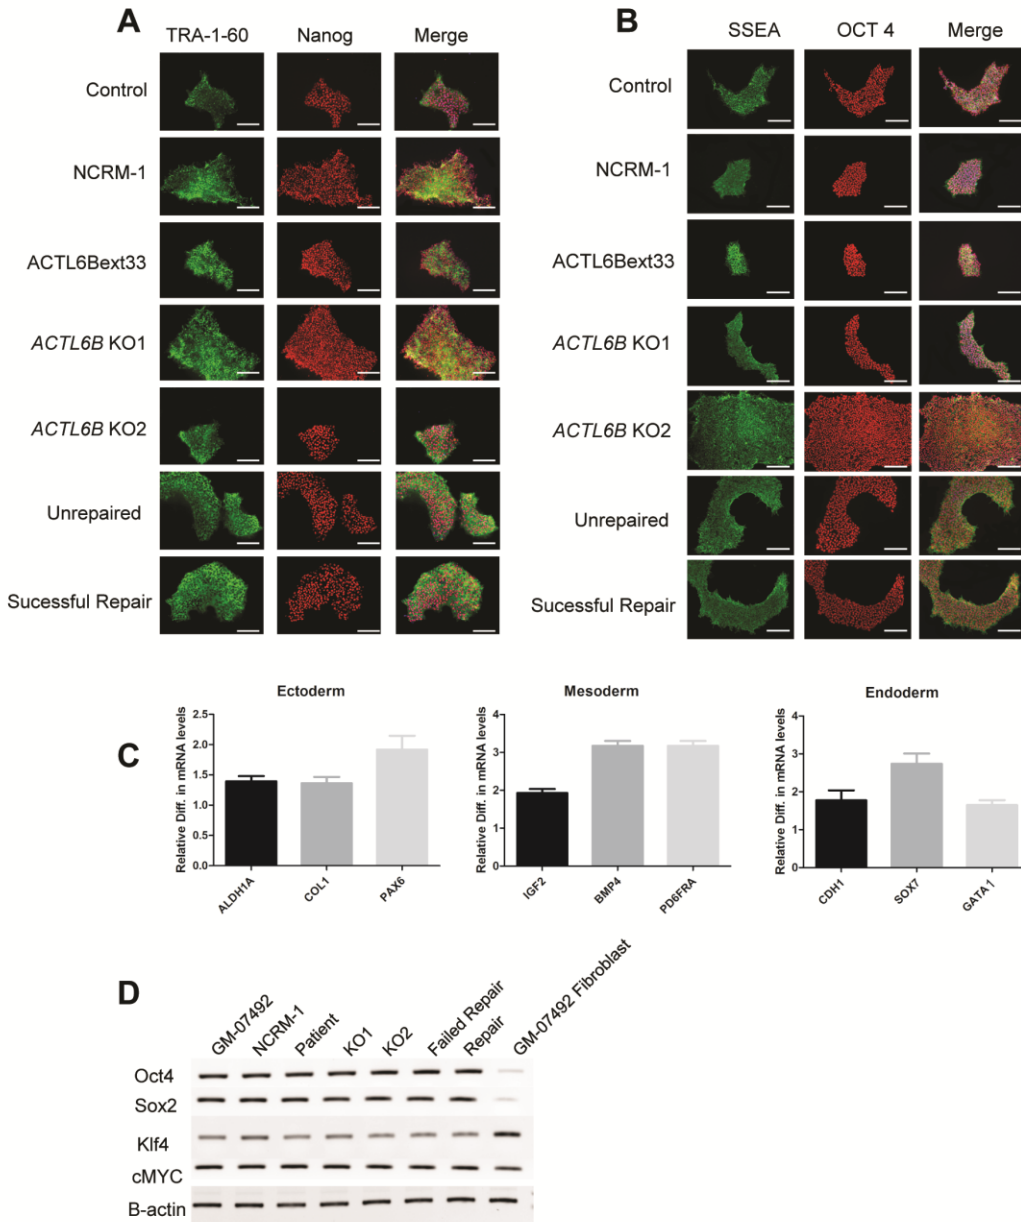 A
TRA-1-60 Nanog Merge
Control
NCRM-1
ACTL6Bext33
ACTL6B KO1
ACTL6B KO2
Unrepaired
Sucessful Repair
B
SSEA OCT 4 Merge
Control
NCRM-1
ACTL6Bext33
ACTL6B KO1
ACTL6B KO2
Unrepaired
Sucessful Repair
C
Ectoderm
Relative Diff. in mRNA levels
2.5
2.0
1.5
1.0
0.5
0.0
ALDH1A COL1 PAX6
Mesoderm
Relative Diff. in mRNA levels
4
3
2
1
0
IGF2 BMP4 PD6FRA
Endoderm
Relative Diff. in mRNA levels
4
3
2
1
0
CDH1 SOX7 GATA 1
D
GM-07492 NCRM-1 Patient KO1 KO2 Failed Repair Repair GM-07492 Fibroblast
Oct4
Sox2
Klf4
cMYC
B-actin